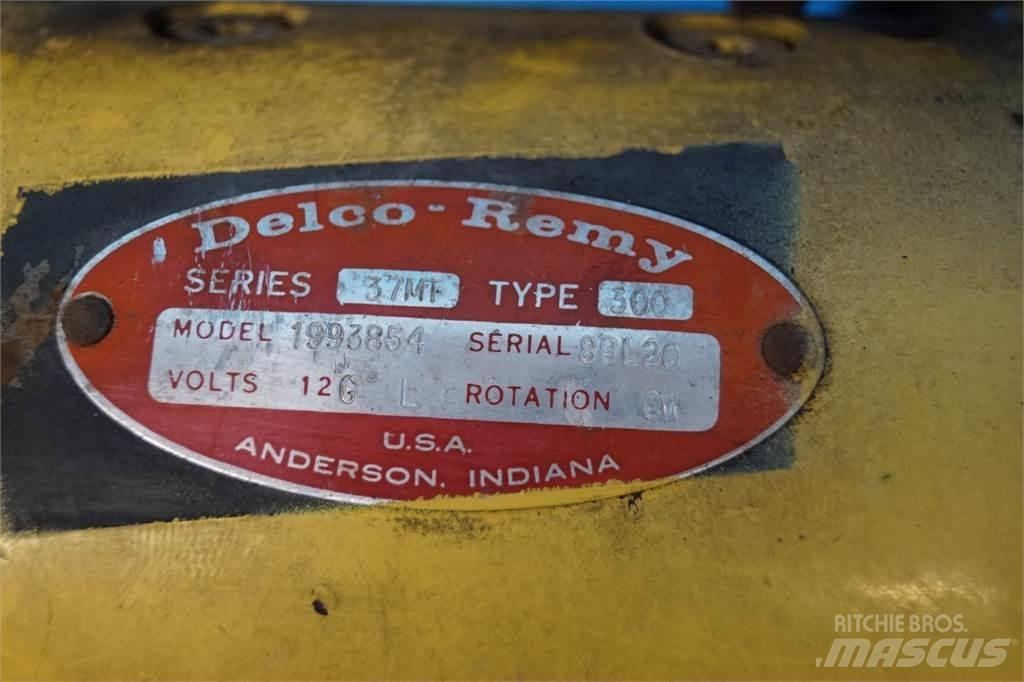 Delco-Remy
SERIES 37MT TYPE 300
MODEL 1993854 SERIAL 89L20
VOLTS 12 G L ROTATION CW
U.S.A.
ANDERSON, INDIANA
RITCHIE BROS.
MASCUS